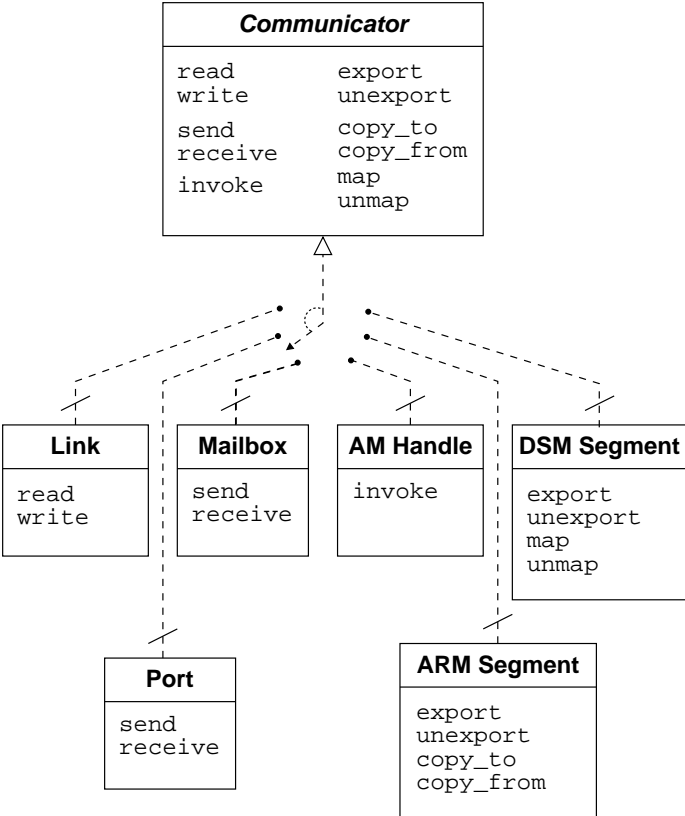 Communicator
read export
write unexport
send copy_to
receive copy_from
invoke map
unmap
Link
read
write
Mailbox
send
receive
AM Handle
invoke
DSM Segment
export
unexport
map
unmap
Port
send
receive
ARM Segment
export
unexport
copy_to
copy_from